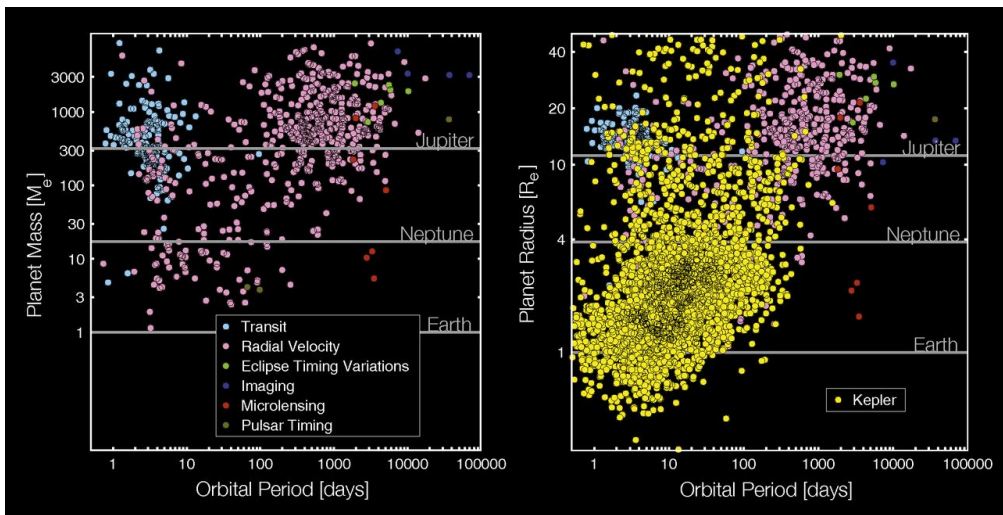 Planet Mass [Me]
3000
1000
300
100
30
10
3
1
Jupiter
Neptune
Earth
Transit
Radial Velocity
Eclipse Timing Variations
Imaging
Microlensing
Pulsar Timing
1 10 100 1000 10000 100000
Orbital Period [days]
Planet Radius [Re]
40
20
10
4
1
Jupiter
Neptune
Earth
Kepler
1 10 100 1000 10000 100000
Orbital Period [days]